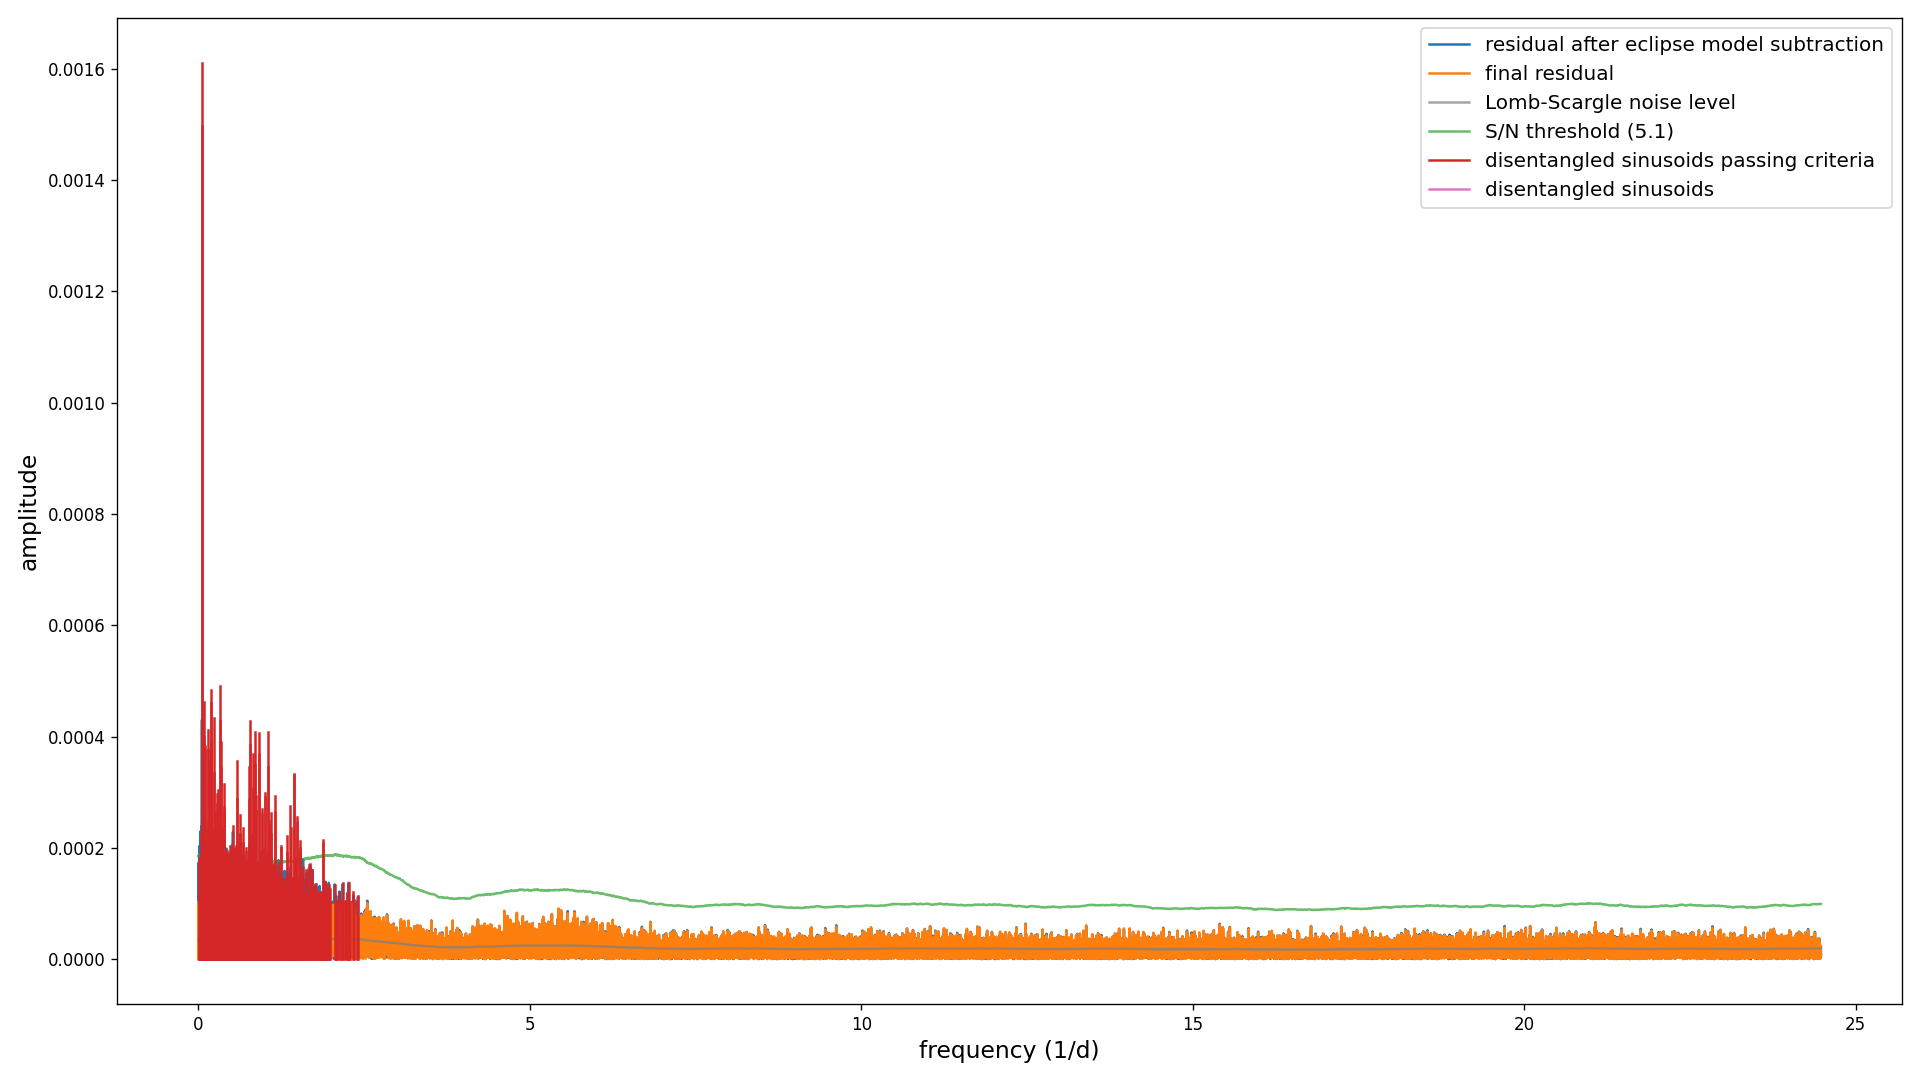 residual after eclipse model subtraction
final residual
Lomb-Scargle noise level
S/N threshold (5.1)
disentangled sinusoids passing criteria
disentangled sinusoids
0.0016
0.0014
0.0012
0.0010
0.0008
0.0006
0.0004
0.0002
0.0000
amplitude
0 5 10 15 20 25
frequency (1/d)